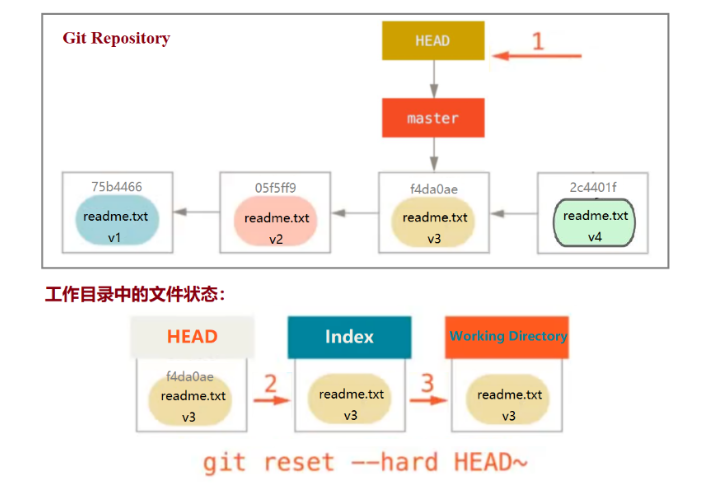 Git Repository
HEAD
1
master
75b4466
readme.txt
v1
05f5ff9
readme.txt
v2
f4da0ae
readme.txt
v3
2c4401f
readme.txt
v4
工作目录中的文件状态：
HEAD
Index
Working Directory
f4da0ae
readme.txt
v3
2
readme.txt
v3
3
readme.txt
v3
git reset --hard HEAD~